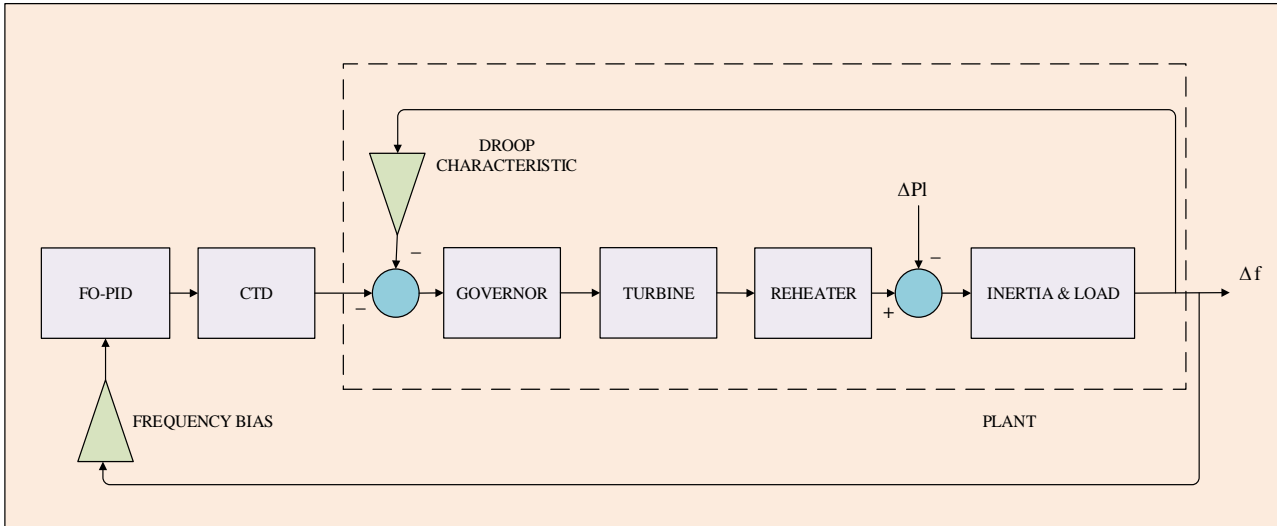 DROOP
CHARACTERISTIC
ΔPl
−
−
FO-PID
CTD
−
GOVERNOR
TURBINE
REHEATER
+
INERTIA & LOAD
Δf
FREQUENCY BIAS
PLANT